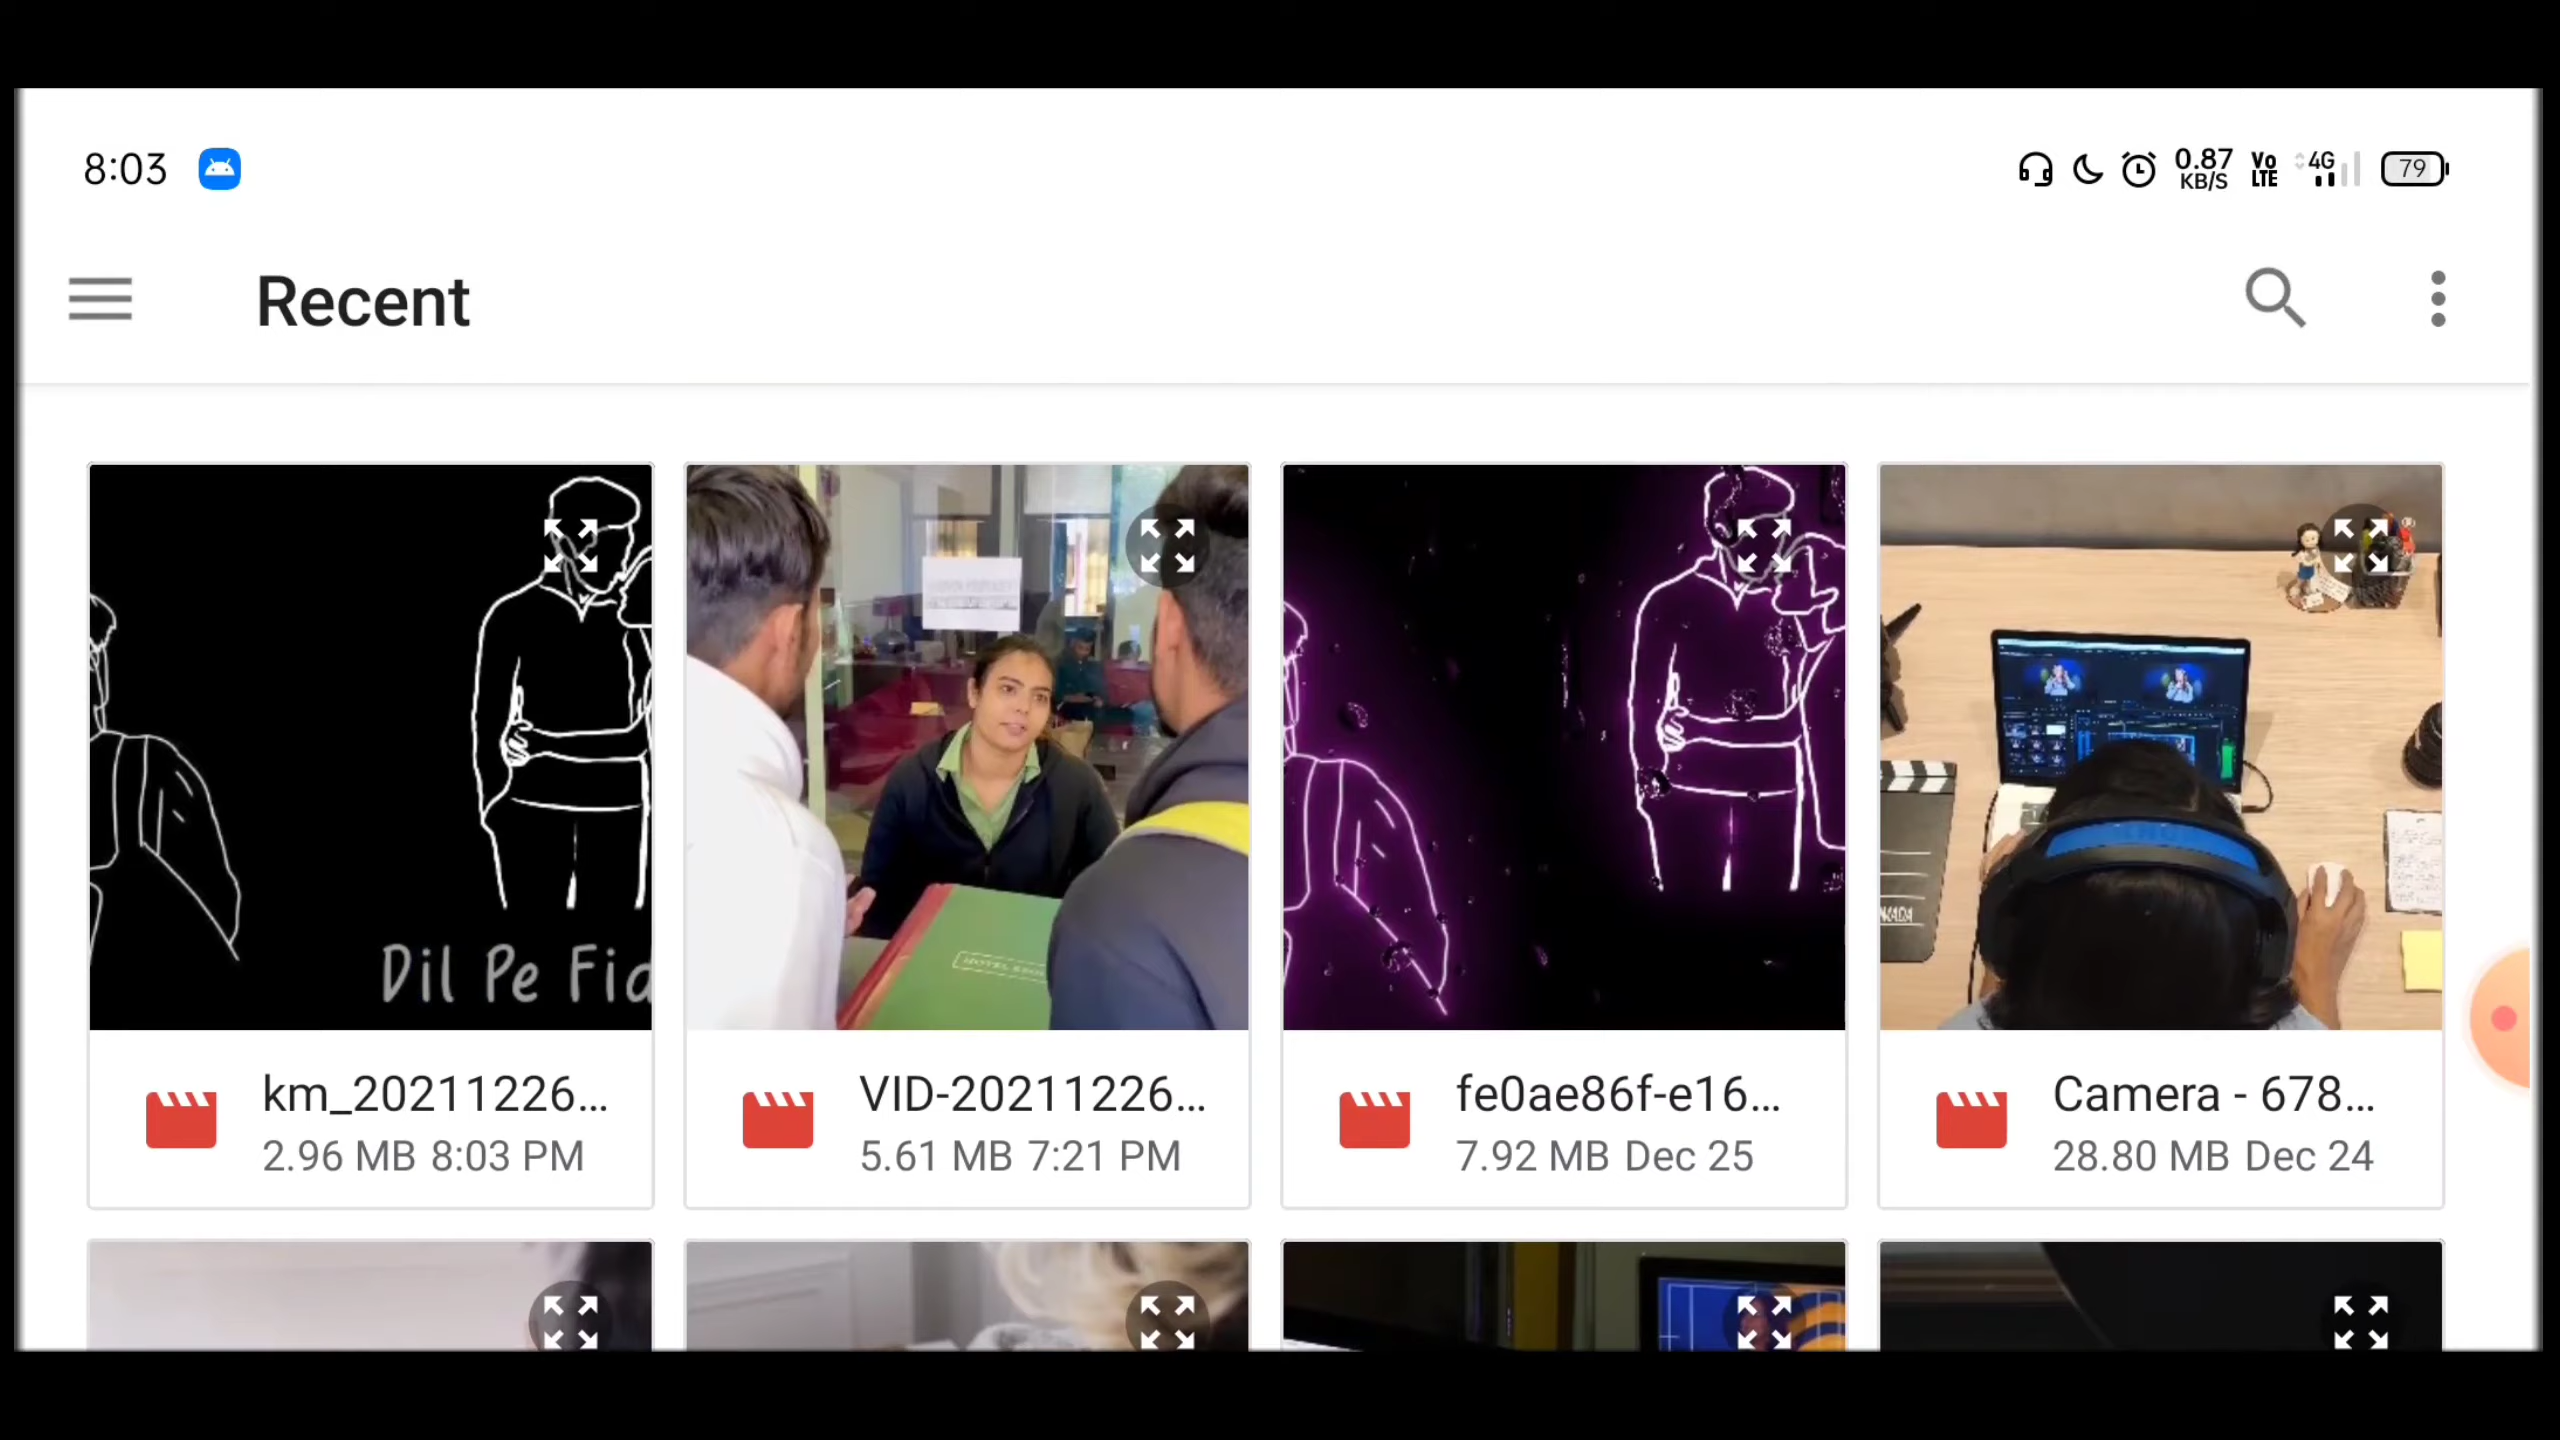 8:03
0.87
KB/S
Vo
LTE
4G
79
Recent
Dil Pe Fid
km_20211226...
2.96 MB 8:03 PM
VID-20211226...
5.61 MB 7:21 PM
fe0ae86f-e16...
7.92 MB Dec 25
Camera - 678...
28.80 MB Dec 24